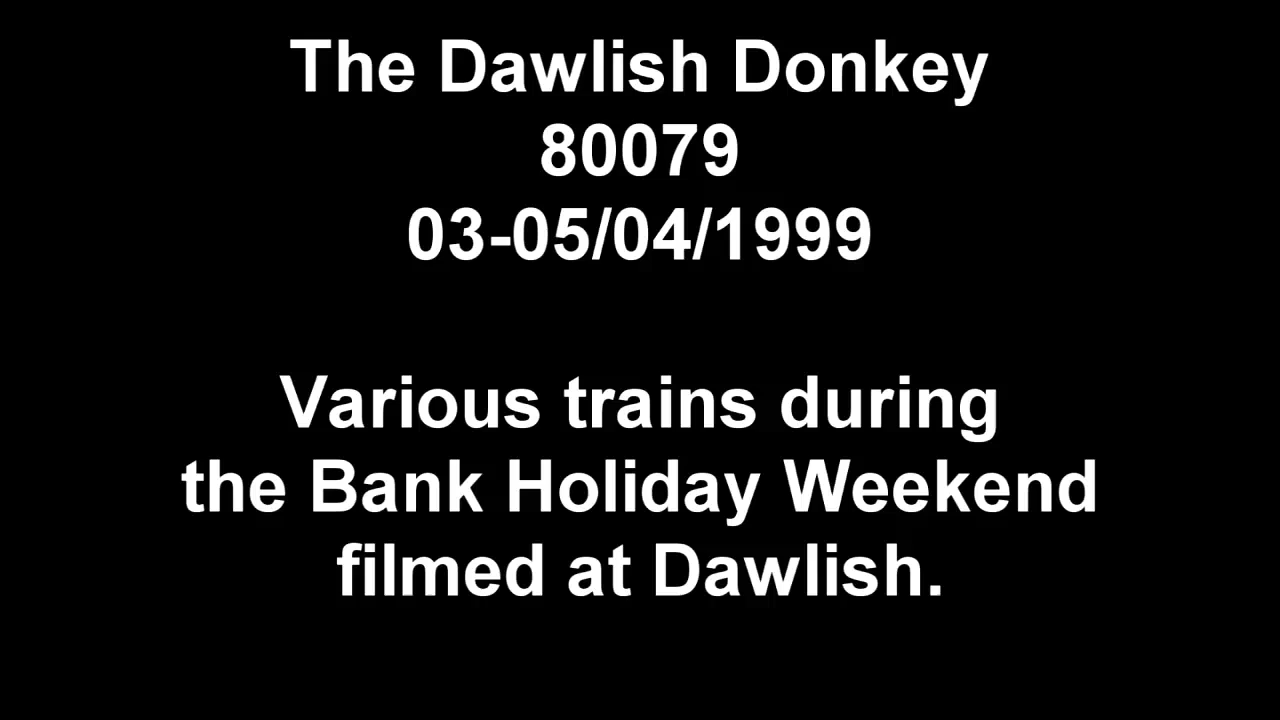 The Dawlish Donkey
80079
03-05/04/1999
Various trains during
the Bank Holiday Weekend
filmed at Dawlish.